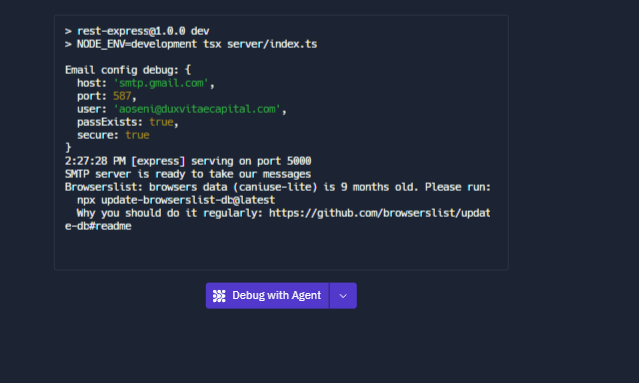 > rest-express@1.0.0 dev
> NODE_ENV=development tsx server/index.ts
Email config debug: {
host: 'smtp.gmail.com',
port: 587,
user: 'aoseni@duxvitaecapital.com',
passExists: true,
secure: true
}
2:27:28 PM [express] serving on port 5000
SMTP server is ready to take our messages
Browserslist: browsers data (caniuse-lite) is 9 months old. Please run:
npx update-browserslist-db@latest
Why you should do it regularly: https://github.com/browserslist/updat
e-db#readme
Debug with Agent